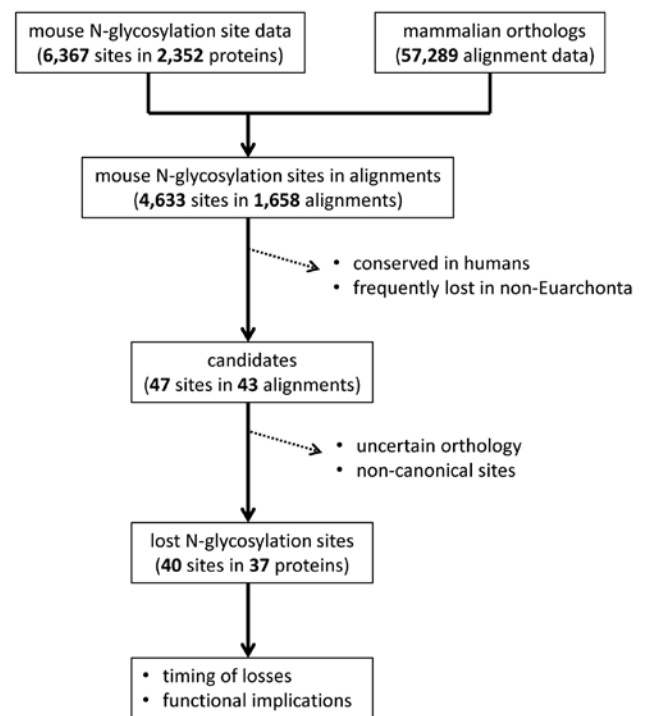 mouse N-glycosylation site data
(6,367 sites in 2,352 proteins)
mammalian orthologs
(57,289 alignment data)
mouse N-glycosylation sites in alignments
(4,633 sites in 1,658 alignments)
• conserved in humans
• frequently lost in non-Euarchonta
candidates
(47 sites in 43 alignments)
• uncertain orthology
• non-canonical sites
lost N-glycosylation sites
(40 sites in 37 proteins)
• timing of losses
• functional implications